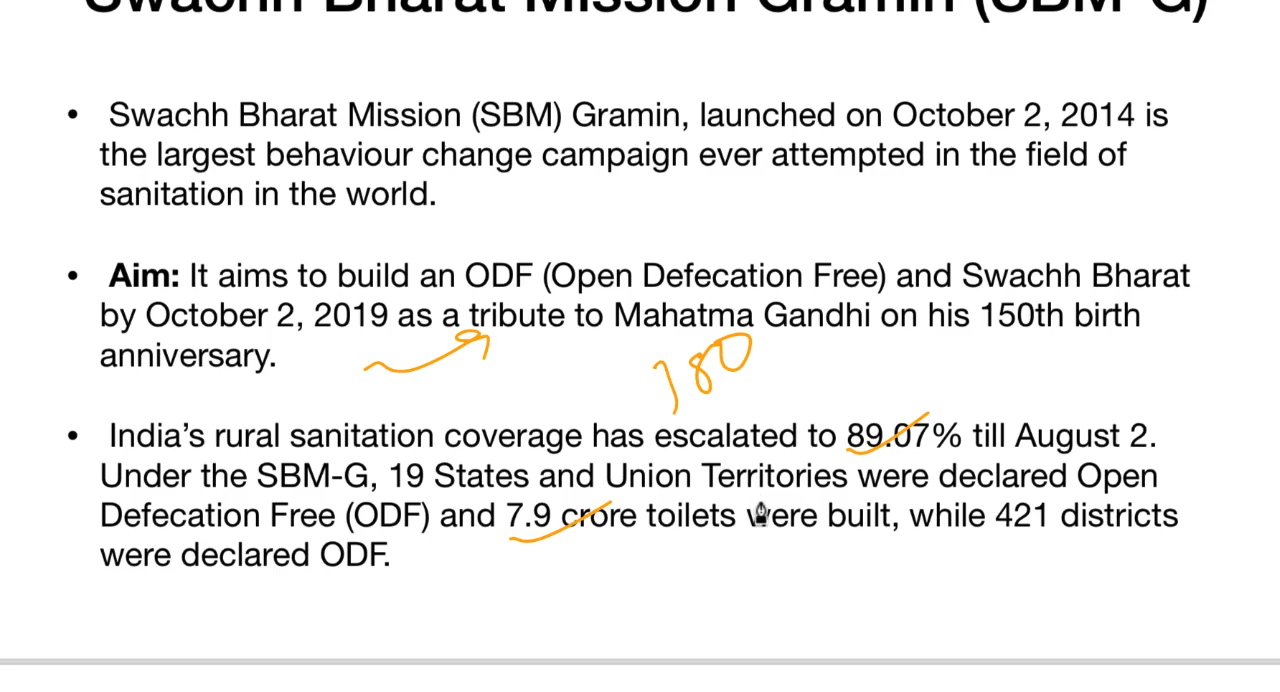 Swachh Bharat Mission Gramin (SBM-G)
• Swachh Bharat Mission (SBM) Gramin, launched on October 2, 2014 is
the largest behaviour change campaign ever attempted in the field of
sanitation in the world.
• Aim: It aims to build an ODF (Open Defecation Free) and Swachh Bharat
by October 2, 2019 as a tribute to Mahatma Gandhi on his 150th birth
anniversary.
180
• India’s rural sanitation coverage has escalated to 89.07% till August 2.
Under the SBM-G, 19 States and Union Territories were declared Open
Defecation Free (ODF) and 7.9 crore toilets were built, while 421 districts
were declared ODF.